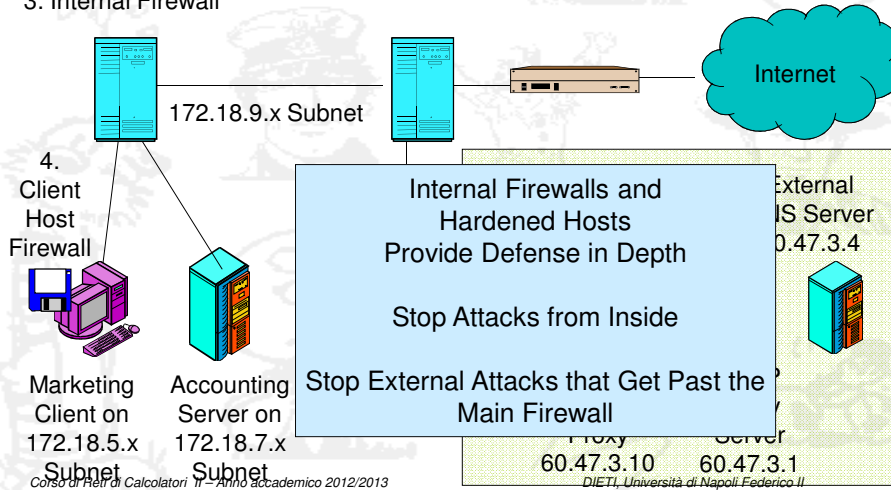 3. Internal Firewall
Internet
172.18.9.x Subnet
4.
Client
Host
Firewall
Internal Firewalls and
Hardened Hosts
Provide Defense in Depth
Stop Attacks from Inside
Stop External Attacks that Get Past the
Main Firewall
External
Server
0.47.3.4
Marketing
Client on
172.18.5.x
Subnet
Accounting
Server on
172.18.7.x
Subnet
Proxy
60.47.3.10
Server
60.47.3.1
Corso di Reti di Calcolatori II – Anno accademico 2012/2013
DIETI, Università di Napoli Federico II